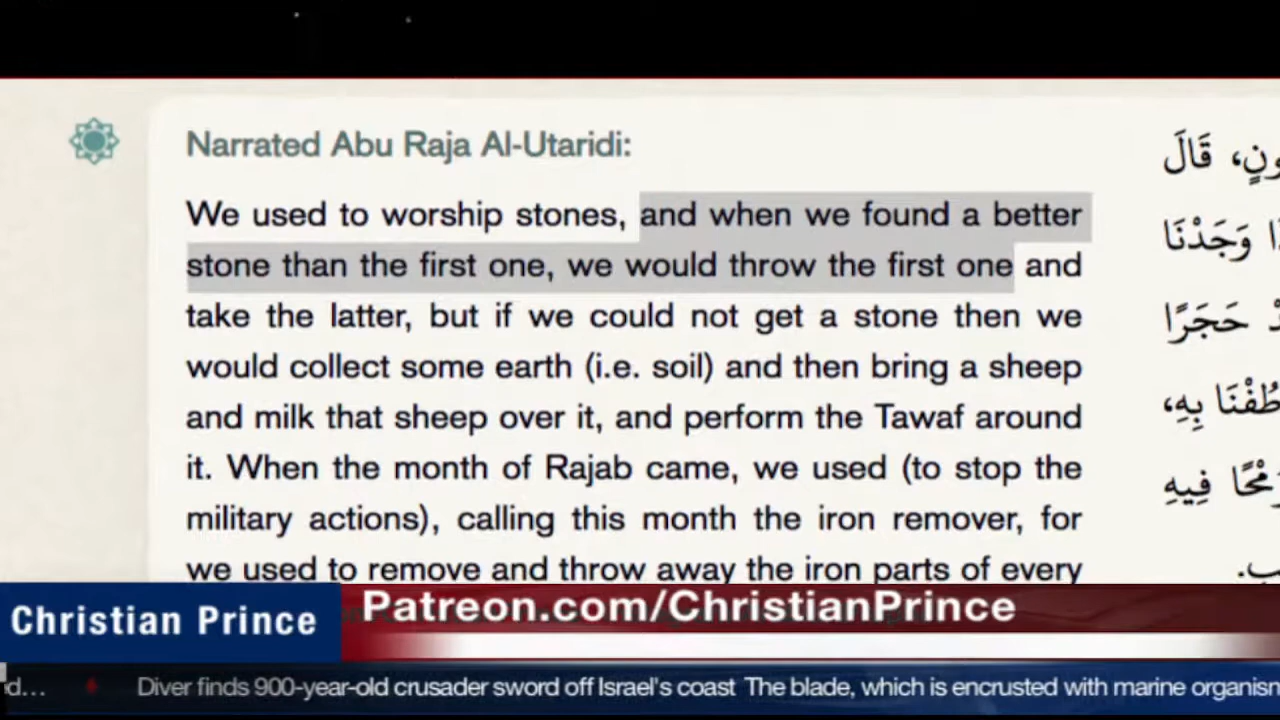 Narrated Abu Raja Al-Utaridi:
We used to worship stones, and when we found a better
stone than the first one, we would throw the first one and
take the latter, but if we could not get a stone then we
would collect some earth (i.e. soil) and then bring a sheep
and milk that sheep over it, and perform the Tawaf around
it. When the month of Rajab came, we used (to stop the
military actions), calling this month the iron remover, for
we used to remove and throw away the iron parts of every
قَالَ
وَجَدْنَا
حَجَرًا
طُفْنَا بِهِ،
فِيهِ
Christian Prince
Patreon.com/ChristianPrince
d... Diver finds 900-year-old crusader sword off Israel's coast The blade, which is encrusted with marine organism